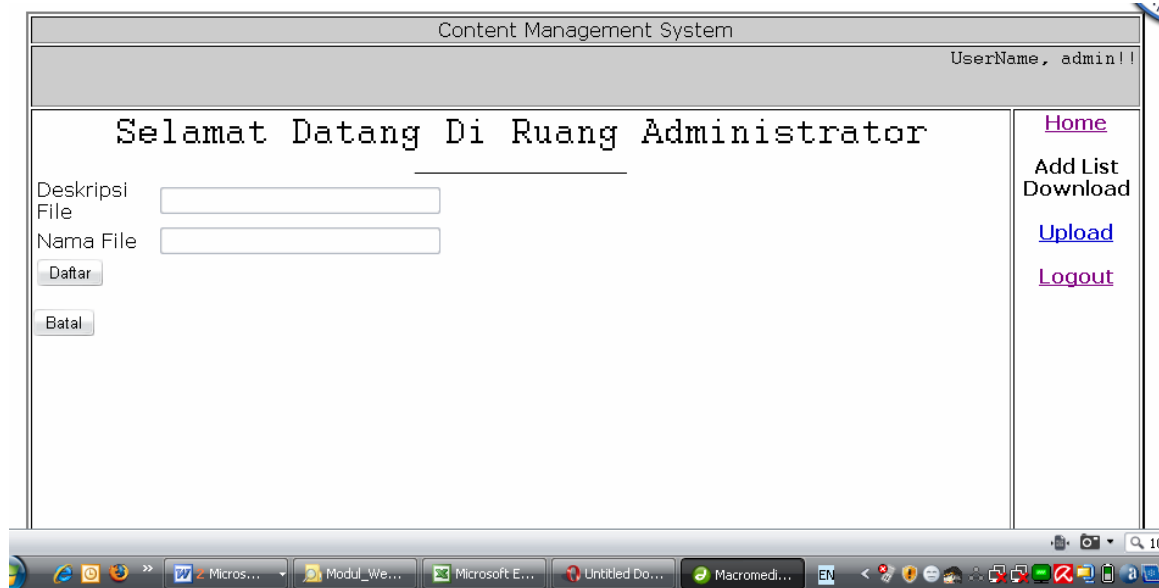 Content Management System
UserName, admin!!
Selamat Datang Di Ruang Administrator
Deskripsi
File
Nama File
Daftar
Batal
Home
Add List
Download
Upload
Logout
2 Micros...
Modul_We...
Microsoft E...
Untitled Do...
Macromedi...
EN